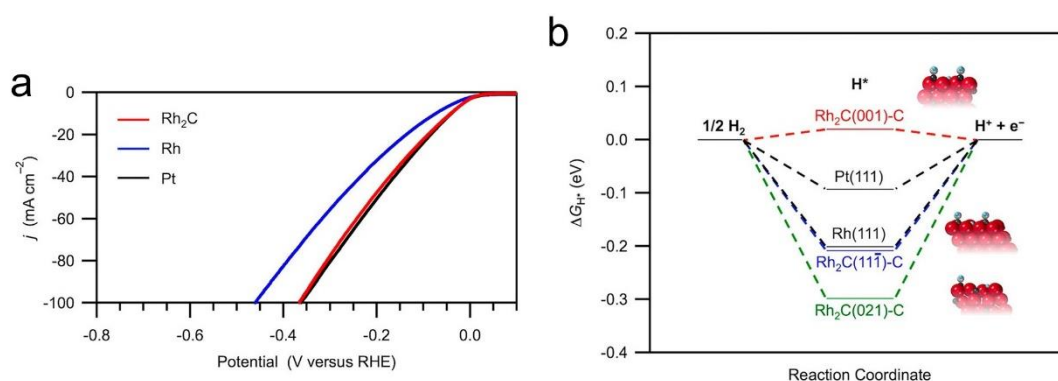 a
0
-20
-40
-60
-80
-100
j (mA cm⁻²)
Rh₂C
Rh
Pt
-0.8
-0.6
-0.4
-0.2
0.0
Potential (V versus RHE)
b
0.2
0.1
0.0
-0.1
-0.2
-0.3
-0.4
ΔG_H* (eV)
H*
1/2 H₂
Rh₂C(001)-C
H⁺ + e⁻
Pt(111)
Rh(111)
Rh₂C(111̅)-C
Rh₂C(021)-C
Reaction Coordinate